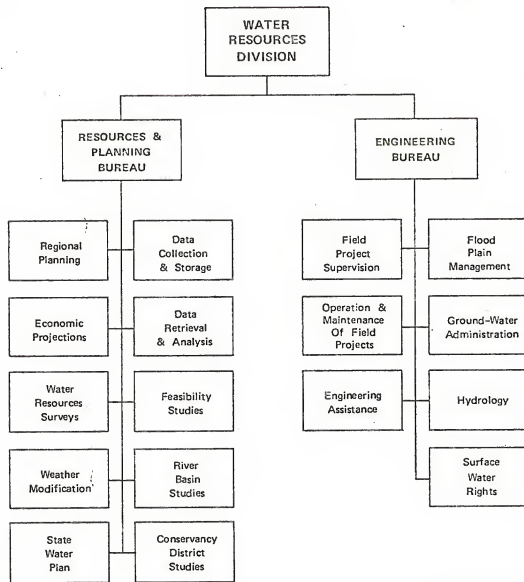 WATER
RESOURCES
DIVISION
RESOURCES &
PLANNING
BUREAU
ENGINEERING
BUREAU
Regional
Planning
Data
Collection
& Storage
Economic
Projections
Data
Retrieval
& Analysis
Water
Resources
Surveys
Feasibility
Studies
Weather
Modification
River
Basin
Studies
State
Water
Plan
Conservancy
District
Studies
Field
Project
Supervision
Flood
Plain
Management
Operation &
Maintenance
Of Field
Projects
Ground-Water
Administration
Engineering
Assistance
Hydrology
Surface
Water
Rights